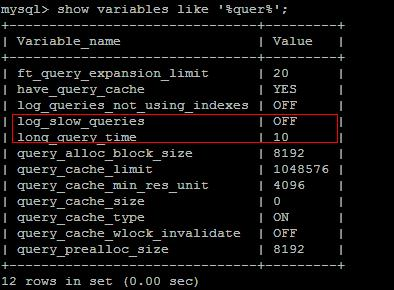 mysql> show variables like '%quer%';
+-------------------------------+---------+
| Variable_name                 | Value   |
+-------------------------------+---------+
| ft_query_expansion_limit      | 20      |
| have_query_cache              | YES     |
| log_queries_not_using_indexes | OFF     |
| log_slow_queries              | OFF     |
| long_query_time               | 10      |
| query_alloc_block_size        | 8192    |
| query_cache_limit             | 1048576 |
| query_cache_min_res_unit      | 4096    |
| query_cache_size              | 0       |
| query_cache_type              | ON      |
| query_cache_wlock_invalidate  | OFF     |
| query_prealloc_size           | 8192    |
+-------------------------------+---------+
12 rows in set (0.00 sec)